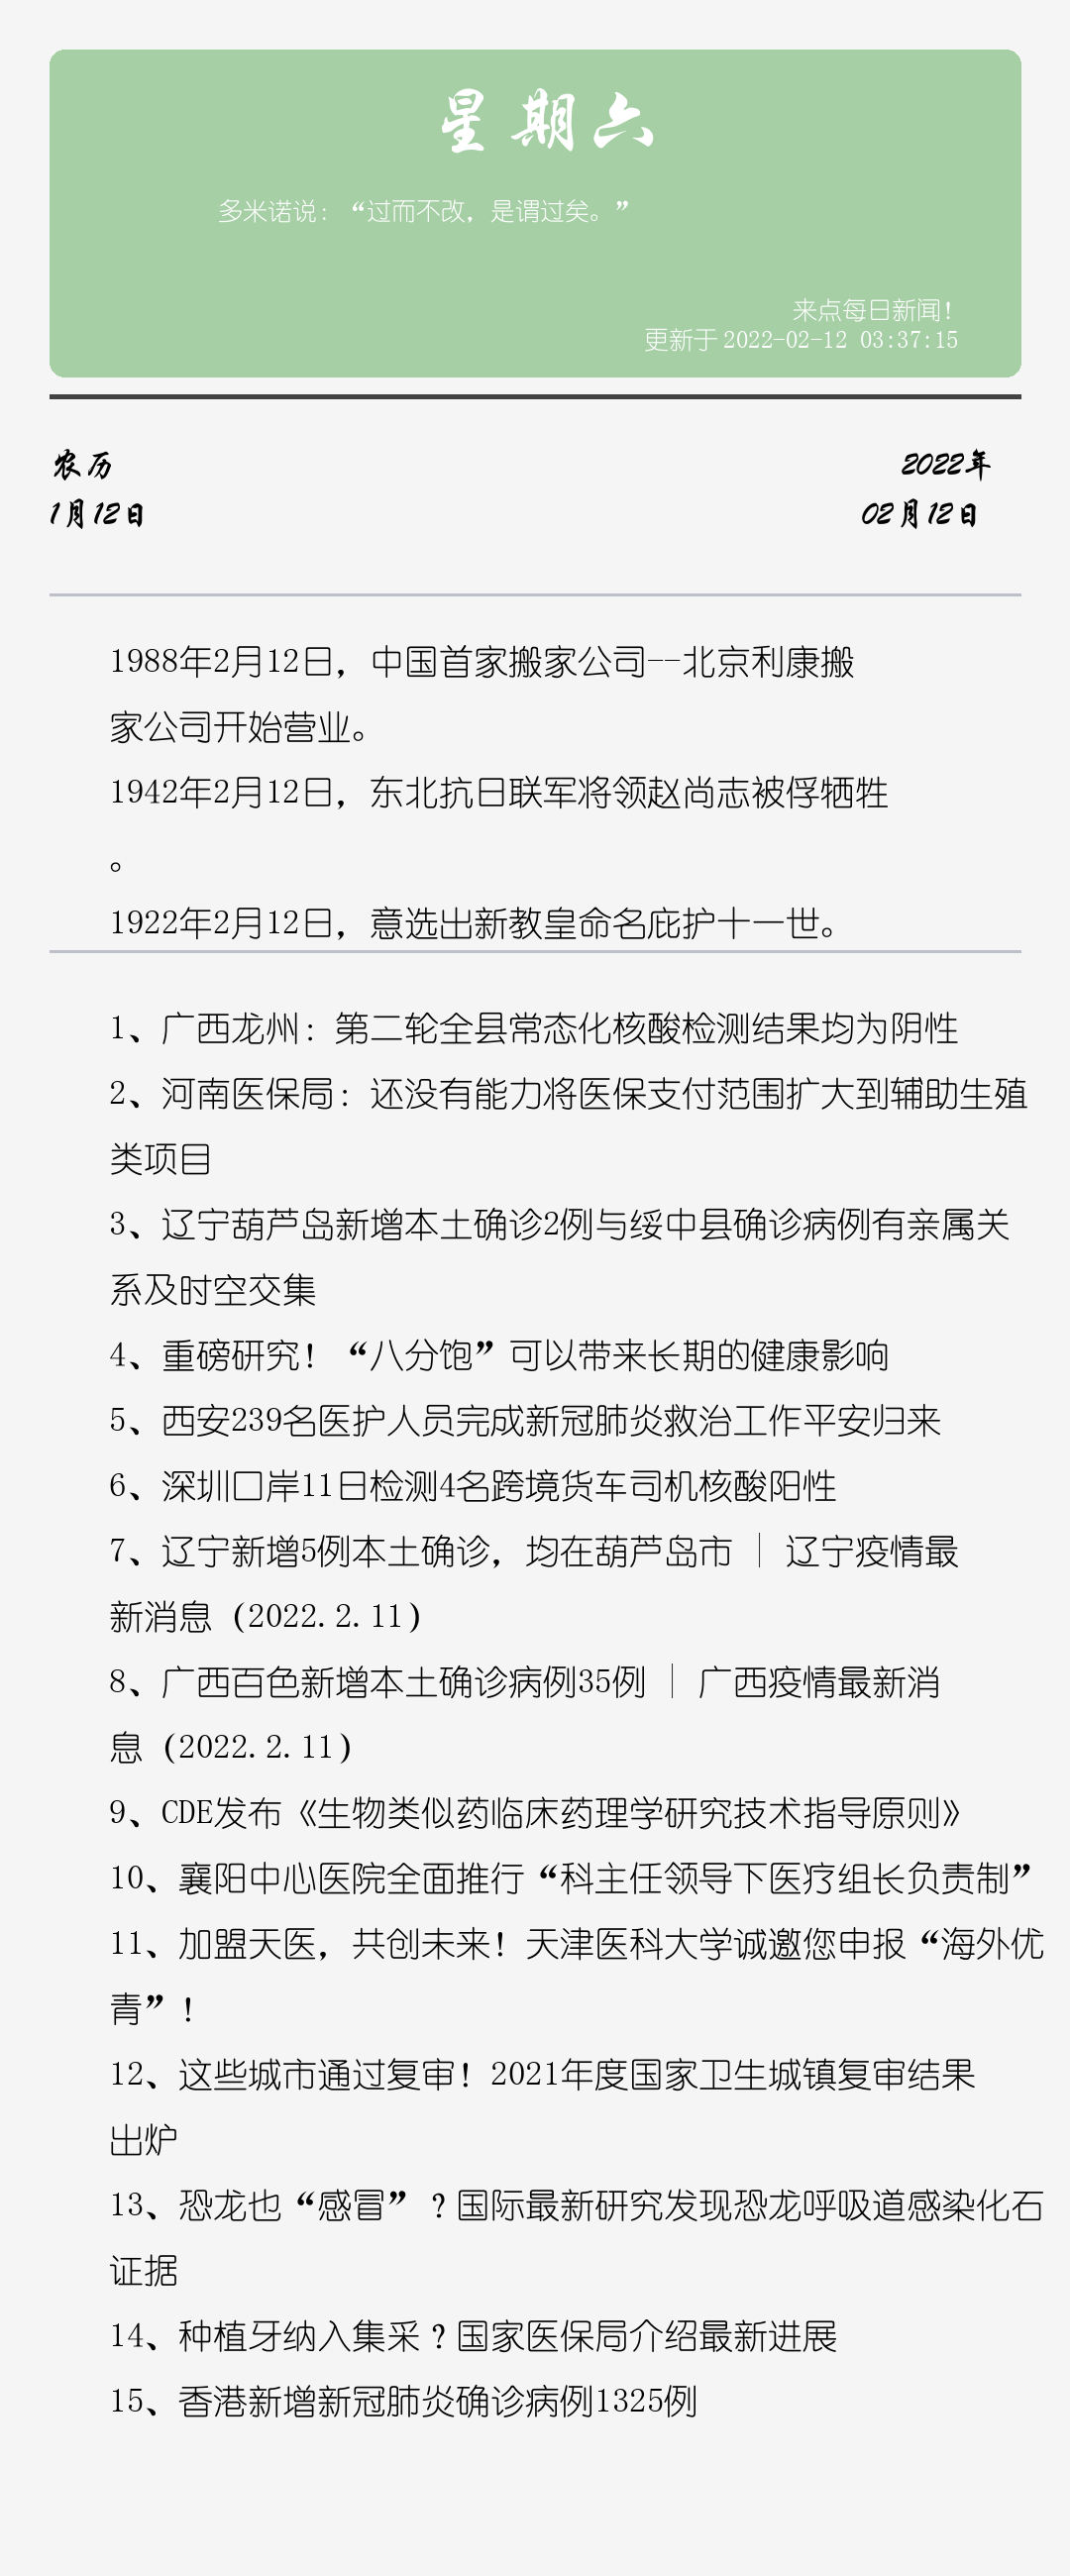 星期六
多米诺说：“过而不改，是谓过矣。”
来点每日新闻！
更新于 2022-02-12 03:37:15
农历
2022年
1月12日
02月12日
1988年2月12日，中国首家搬家公司--北京利康搬
家公司开始营业。
1942年2月12日，东北抗日联军将领赵尚志被俘牺牲
。
1922年2月12日，意选出新教皇命名庇护十一世。
1、广西龙州：第二轮全县常态化核酸检测结果均为阴性
2、河南医保局：还没有能力将医保支付范围扩大到辅助生殖
类项目
3、辽宁葫芦岛新增本土确诊2例与绥中县确诊病例有亲属关
系及时空交集
4、重磅研究！“八分饱”可以带来长期的健康影响
5、西安239名医护人员完成新冠肺炎救治工作平安归来
6、深圳口岸11日检测4名跨境货车司机核酸阳性
7、辽宁新增5例本土确诊，均在葫芦岛市 | 辽宁疫情最
新消息（2022.2.11）
8、广西百色新增本土确诊病例35例 | 广西疫情最新消
息（2022.2.11）
9、CDE发布《生物类似药临床药理学研究技术指导原则》
10、襄阳中心医院全面推行“科主任领导下医疗组长负责制”
11、加盟天医，共创未来！天津医科大学诚邀您申报“海外优
青”！
12、这些城市通过复审！2021年度国家卫生城镇复审结果
出炉
13、恐龙也“感冒”？国际最新研究发现恐龙呼吸道感染化石
证据
14、种植牙纳入集采？国家医保局介绍最新进展
15、香港新增新冠肺炎确诊病例1325例